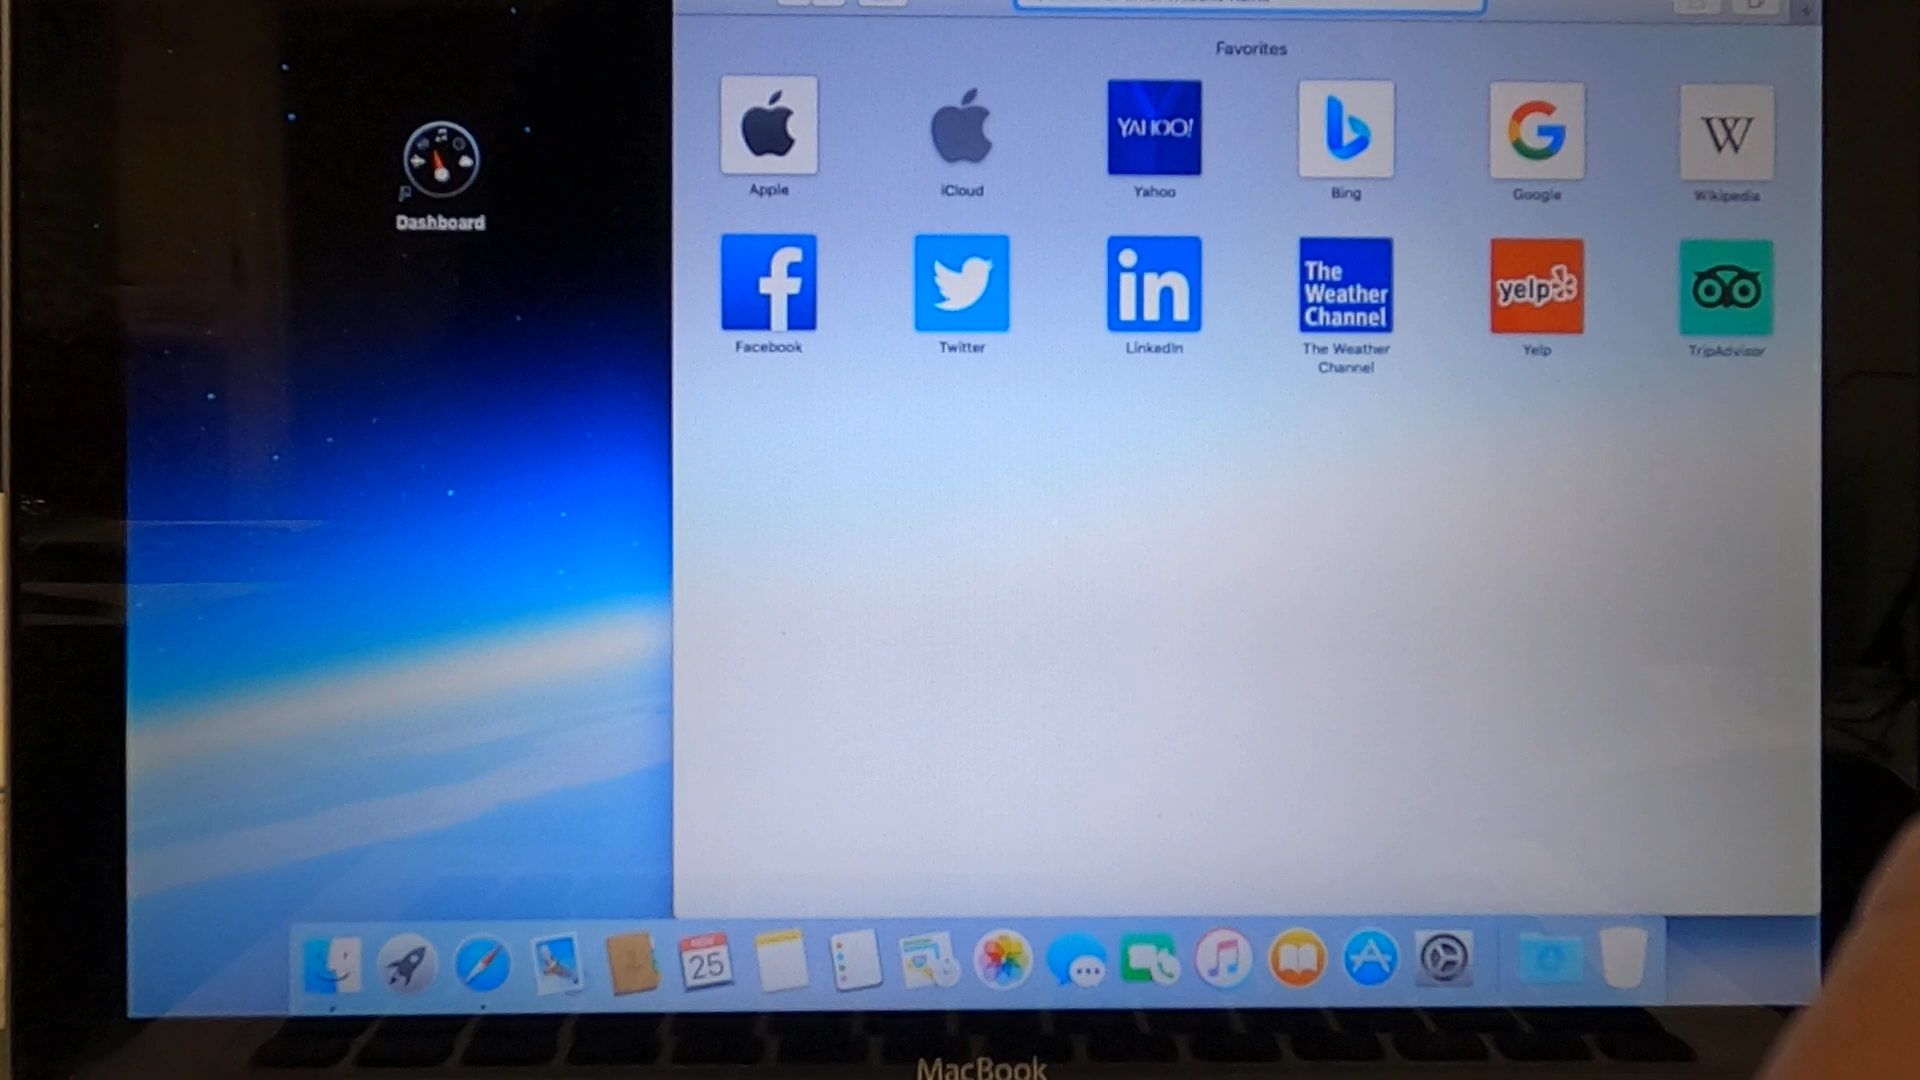 Favorites
YAHOO!
W
Apple
iCloud
Yahoo
Bing
Google
Wikipedia
Dashboard
f
in
The
Weather
Channel
yelp
Facebook
Twitter
LinkedIn
The Weather
Channel
Yelp
TripAdvisor
NOV
25
MacBook